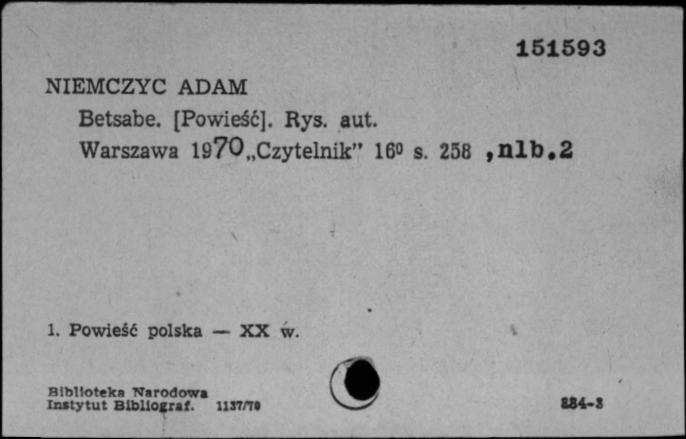 151593
NIEMCZYC ADAM
Betsabe. [Powieść]. Rys. aut.
Warszawa 1970 „Czytelnik” 16⁰ s. 258 ,nlb.2
1. Powieść polska — XX w.
Biblioteka Narodowa
Instytut Bibliograf. 1137/70
884-3